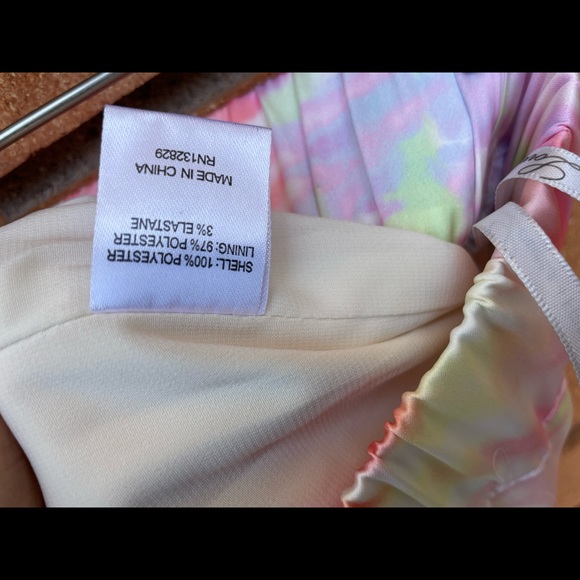 SHELL: 100% POLYESTER
LINING: 97% POLYESTER
3% ELASTANE
MADE IN CHINA
RN132829